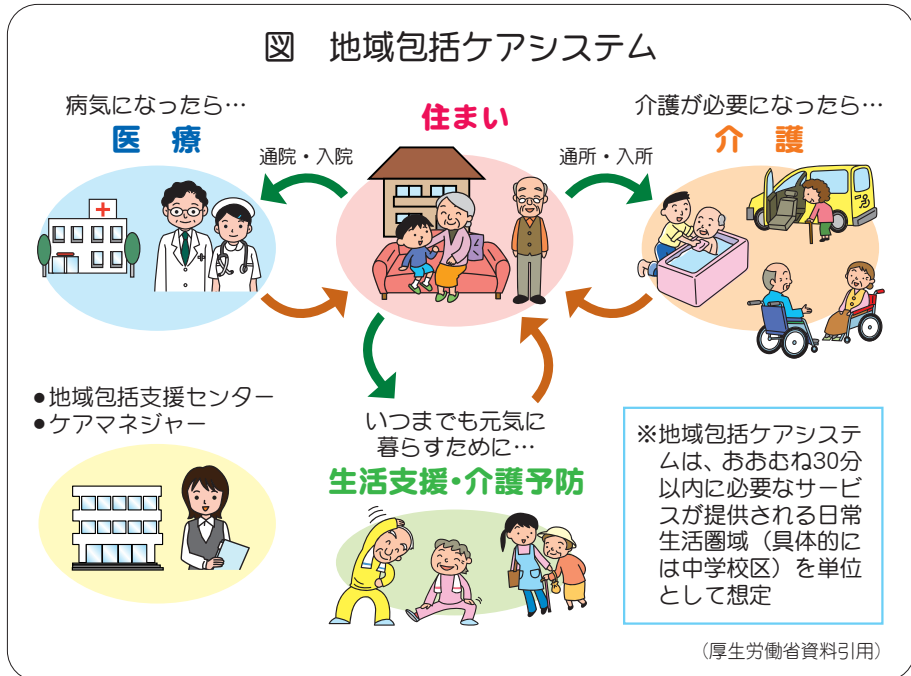 図　地域包括ケアシステム
病気になったら…
医　療
住まい
介護が必要になったら…
介　護
通院・入院
通所・入所
●地域包括支援センター
●ケアマネジャー
いつまでも元気に
暮らすために…
生活支援・介護予防
※地域包括ケアシステ
ムは、おおむね30分
以内に必要なサービ
スが提供される日常
生活圏域（具体的に
は中学校区）を単位
として想定
（厚生労働省資料引用）